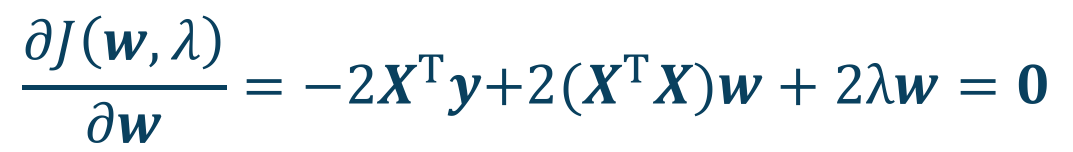 ∂J(w, λ)/∂w = −2Xᵀy+2(XᵀX)w + 2λw = 0